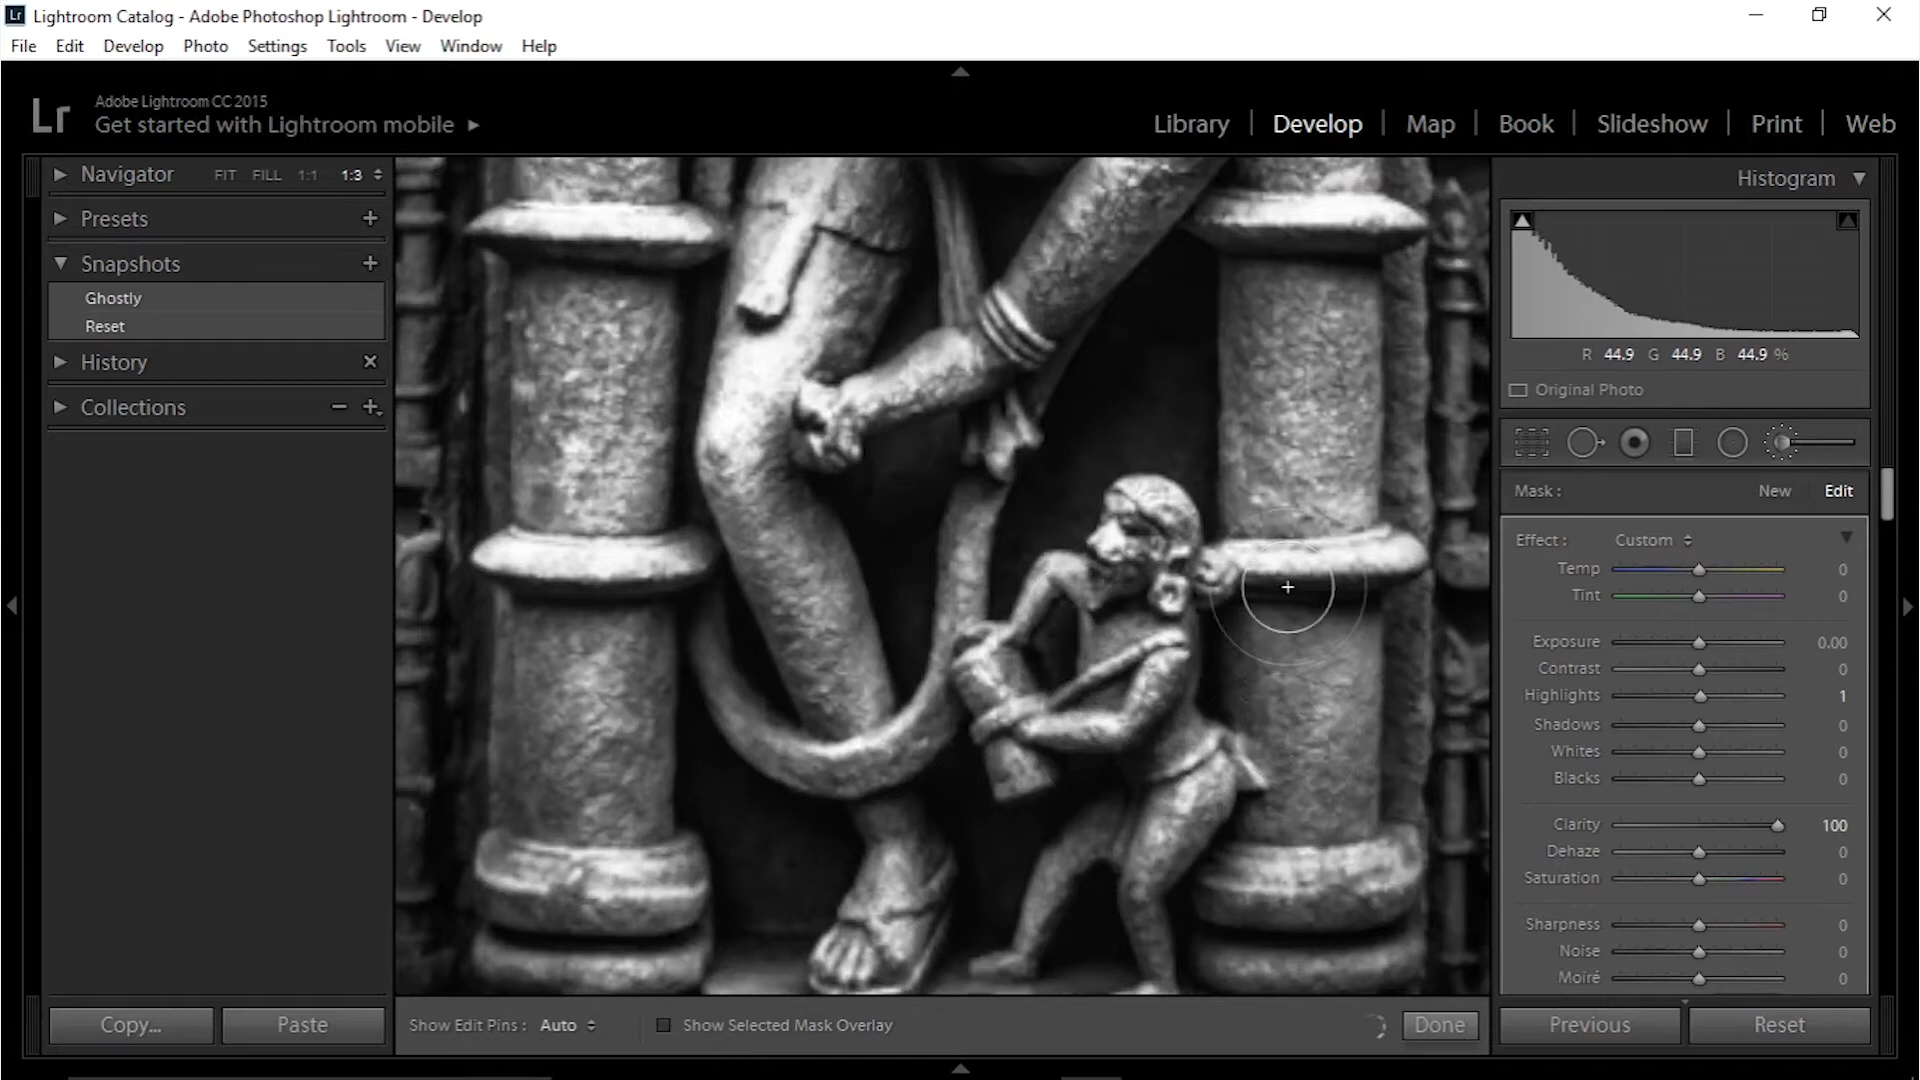 Lr Lightroom Catalog - Adobe Photoshop Lightroom - Develop
File Edit Develop Photo Settings Tools View Window Help
Lr
Adobe Lightroom CC 2015
Get started with Lightroom mobile
Library | Develop | Map | Book | Slideshow | Print | Web
Navigator FIT FILL 1:1 1:3
Presets
Snapshots
Ghostly
Reset
History
Collections
Copy... Paste
Show Edit Pins : Auto Show Selected Mask Overlay Done
Histogram
R 44.9 G 44.9 B 44.9 %
Original Photo
Mask : New Edit
Effect : Custom
Temp 0
Tint 0
Exposure 0.00
Contrast 0
Highlights 1
Shadows 0
Whites 0
Blacks 0
Clarity 100
Dehaze 0
Saturation 0
Sharpness 0
Noise 0
Moiré 0
Previous Reset